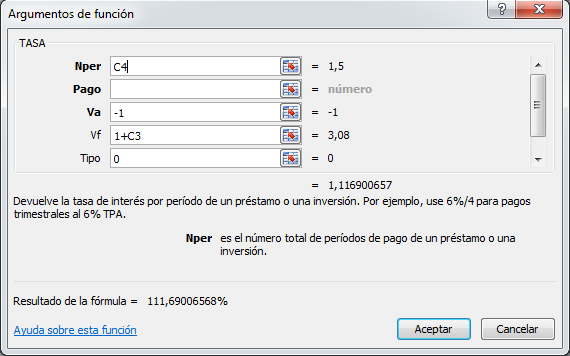 Argumentos de función
TASA
Nper C4 = 1,5
Pago = número
Va -1 = -1
Vf 1+C3 = 3,08
Tipo 0 = 0
= 1,116900657
Devuelve la tasa de interés por período de un préstamo o una inversión. Por ejemplo, use 6%/4 para pagos
trimestrales al 6% TPA.
Nper es el número total de períodos de pago de un préstamo o una
inversión.
Resultado de la fórmula = 111,69006568%
Ayuda sobre esta función
Aceptar Cancelar